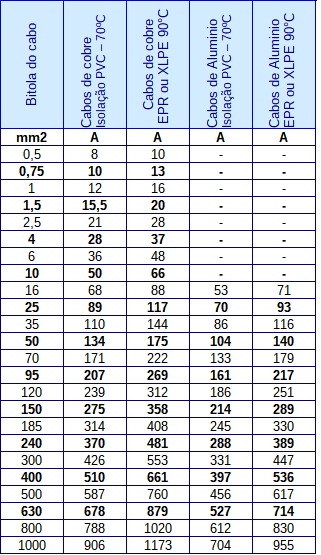 Bitola do cabo
Cabos de cobre
Isolação PVC – 70ºC
Cabos de cobre
EPR ou XLPE 90°C
Cabos de Aluminio
Isolação PVC – 70ºC
Cabos de Aluminio
EPR ou XLPE 90°C
mm2 A A A A
0,5 8 10 - -
0,75 10 13 - -
1 12 16 - -
1,5 15,5 20 - -
2,5 21 28 - -
4 28 37 - -
6 36 48 - -
10 50 66 - -
16 68 88 53 71
25 89 117 70 93
35 110 144 86 116
50 134 175 104 140
70 171 222 133 179
95 207 269 161 217
120 239 312 186 251
150 275 358 214 289
185 314 408 245 330
240 370 481 288 389
300 426 553 331 447
400 510 661 397 536
500 587 760 456 617
630 678 879 527 714
800 788 1020 612 830
1000 906 1173 704 955